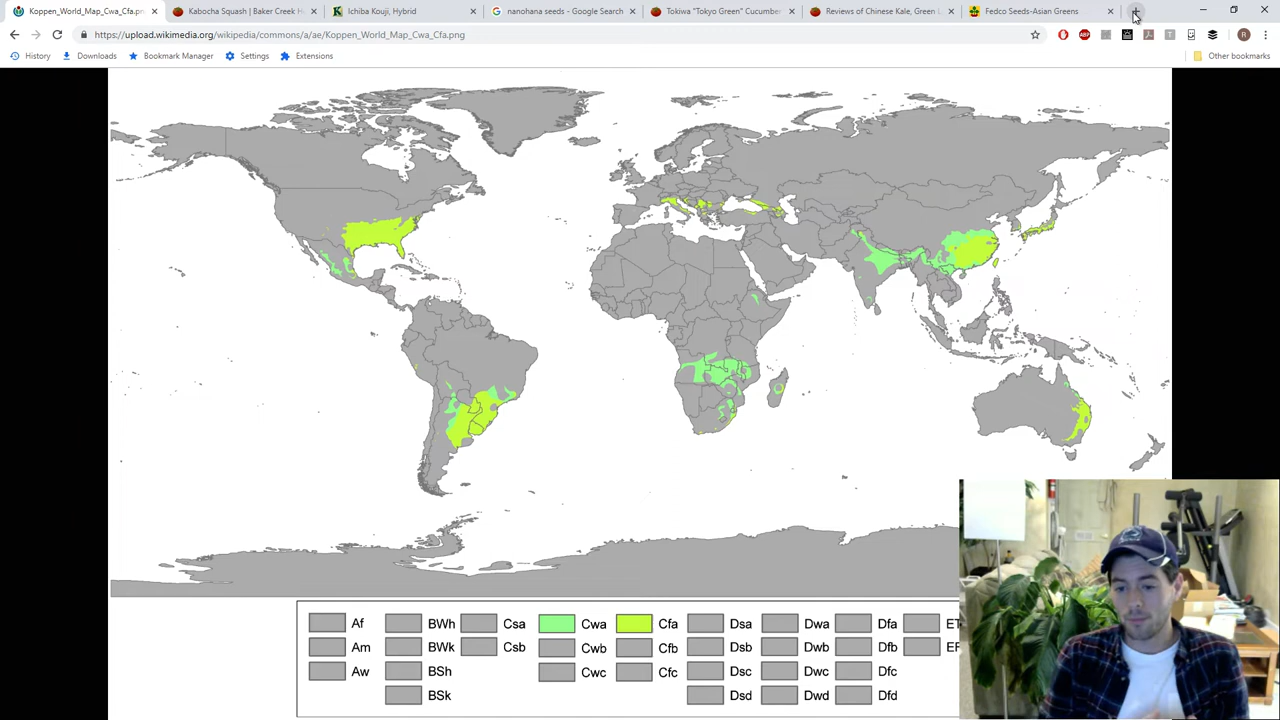 Koppen_World_Map_Cwa_Cfa.pn
Kabocha Squash | Baker Creek H
Ichiba Kouji, Hybrid
nanohana seeds - Google Search
Tokiwa "Tokyo Green" Cucumber
Reviews of Chinese Kale, Green L
Fedco Seeds-Asian Greens
https://upload.wikimedia.org/wikipedia/commons/a/ae/Koppen_World_Map_Cwa_Cfa.png
History Downloads Bookmark Manager Settings Extensions Other bookmarks
Af BWh Csa Cwa Cfa Dsa Dwa Dfa ET
Am BWk Csb Cwb Cfb Dsb Dwb Dfb EF
Aw BSh Cwc Cfc Dsc Dwc Dfc
BSk Dsd Dwd Dfd